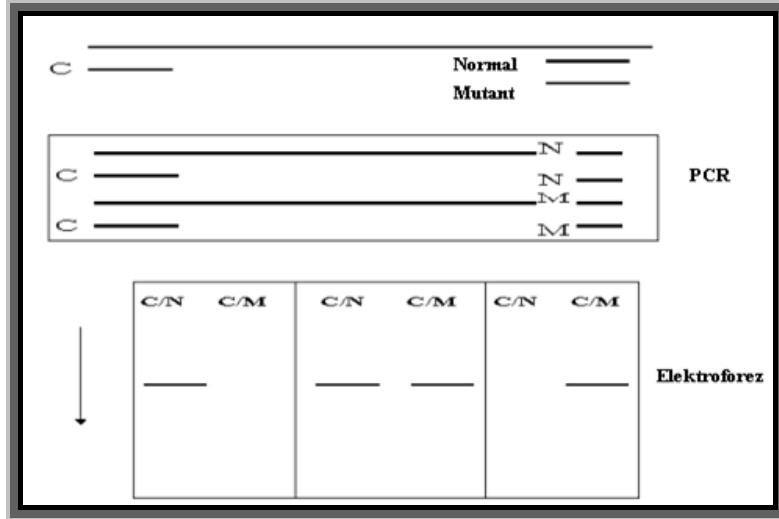 C
Normal
Mutant
N
C N PCR
M
C M
C/N C/M C/N C/M C/N C/M
Elektroforez